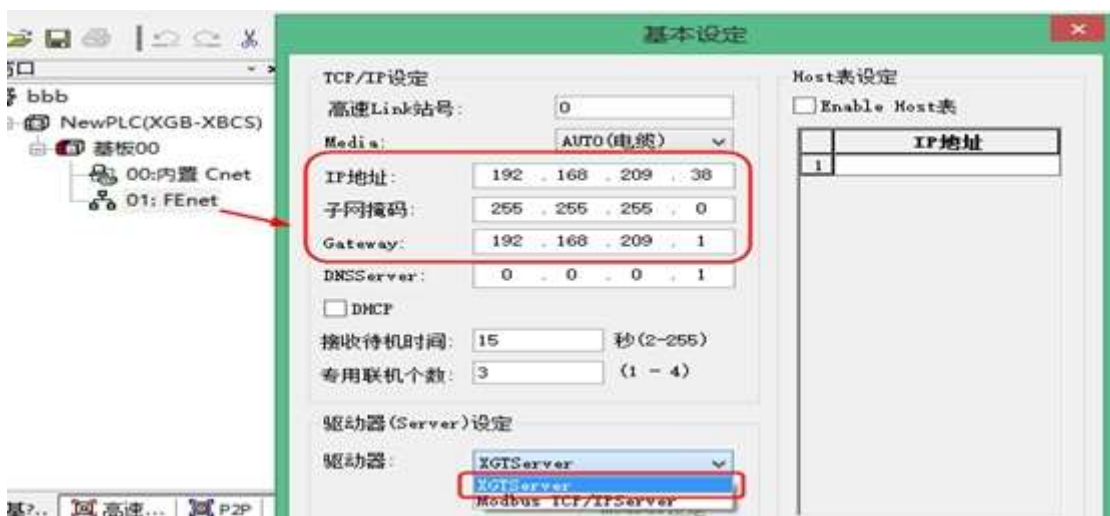 基本设定
bbb
NewPLC(XGB-XBCS)
基板00
00:内置 Cnet
01: FEnet
TCP/IP设定
高速Link站号: 0
Media: AUTO(电缆)
IP地址: 192 . 168 . 209 . 38
子网掩码: 255 . 255 . 255 . 0
Gateway: 192 . 168 . 209 . 1
DNSServer: 0 . 0 . 0 . 1
DHCP
接收待机时间: 15 秒(2-255)
专用联机个数: 3 (1 - 4)
驱动器(Server)设定
驱动器: XGTServer
XGTServer
Modbus TCP/IPServer
Host表设定
Enable Host表
IP地址
1
高速...
P2P